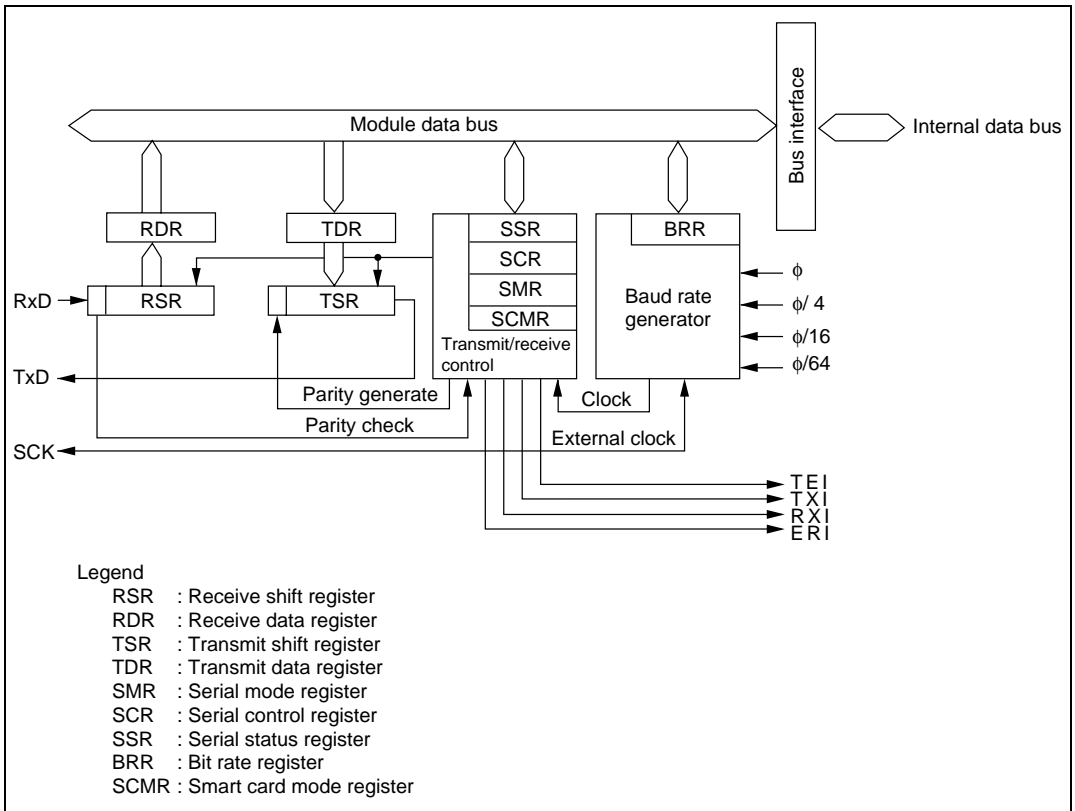 Bus interface
Module data bus
Internal data bus
RDR
TDR
SSR
BRR
SCR
SMR
SCMR
RxD
RSR
TSR
Baud rate
generator
Transmit/receive
control
ϕ
ϕ/ 4
ϕ/16
ϕ/64
TxD
Parity generate
Clock
Parity check
External clock
SCK
TEI
TXI
RXI
ERI
Legend
RSR : Receive shift register
RDR : Receive data register
TSR : Transmit shift register
TDR : Transmit data register
SMR : Serial mode register
SCR : Serial control register
SSR : Serial status register
BRR : Bit rate register
SCMR : Smart card mode register